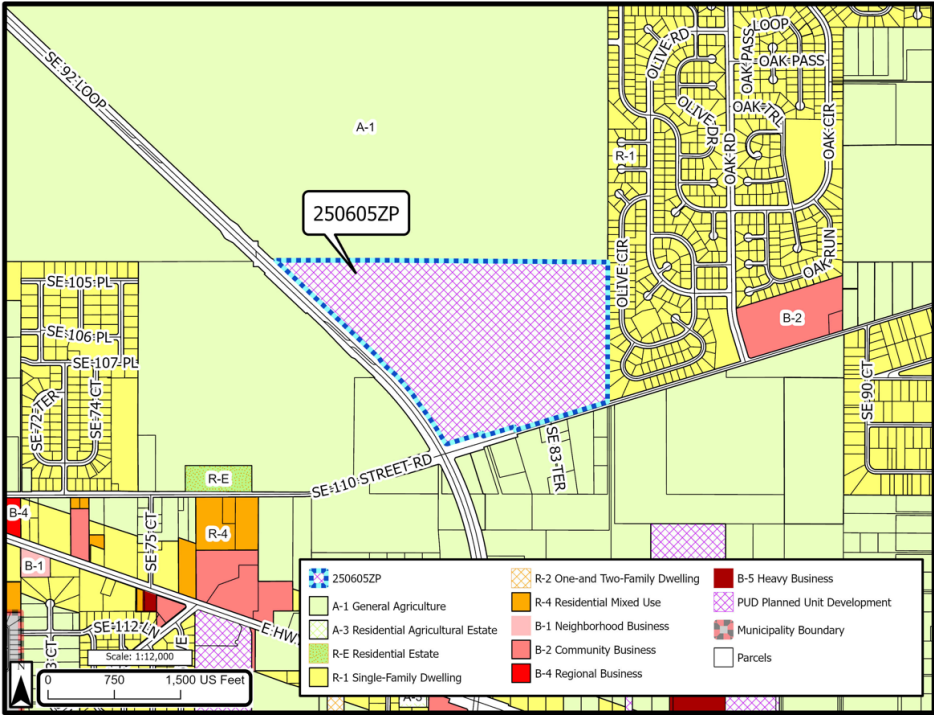 SE 92 LOOP
A-1
250605ZP
OLIVE RD
OAK PASS
LOOP
OAK PASS
OLIVE DR
OAK TRL
OAK RD
OAK CIR
R-1
OLIVE CIR
OAK RUN
B-2
SE 105 PL
SE 106 PL
SE 107 PL
SE 72 TER
SE 74 CT
SE 90 CT
SE 83 TER
SE 110 STREET RD
R-E
B-4
R-4
SE 75 CT
B-1
SE 112 LN
E HW
Scale: 1:12,000
N
0 750 1,500 US Feet
250605ZP
A-1 General Agriculture
A-3 Residential Agricultural Estate
R-E Residential Estate
R-1 Single-Family Dwelling
R-2 One-and Two-Family Dwelling
R-4 Residential Mixed Use
B-1 Neighborhood Business
B-2 Community Business
B-4 Regional Business
B-5 Heavy Business
PUD Planned Unit Development
Municipality Boundary
Parcels